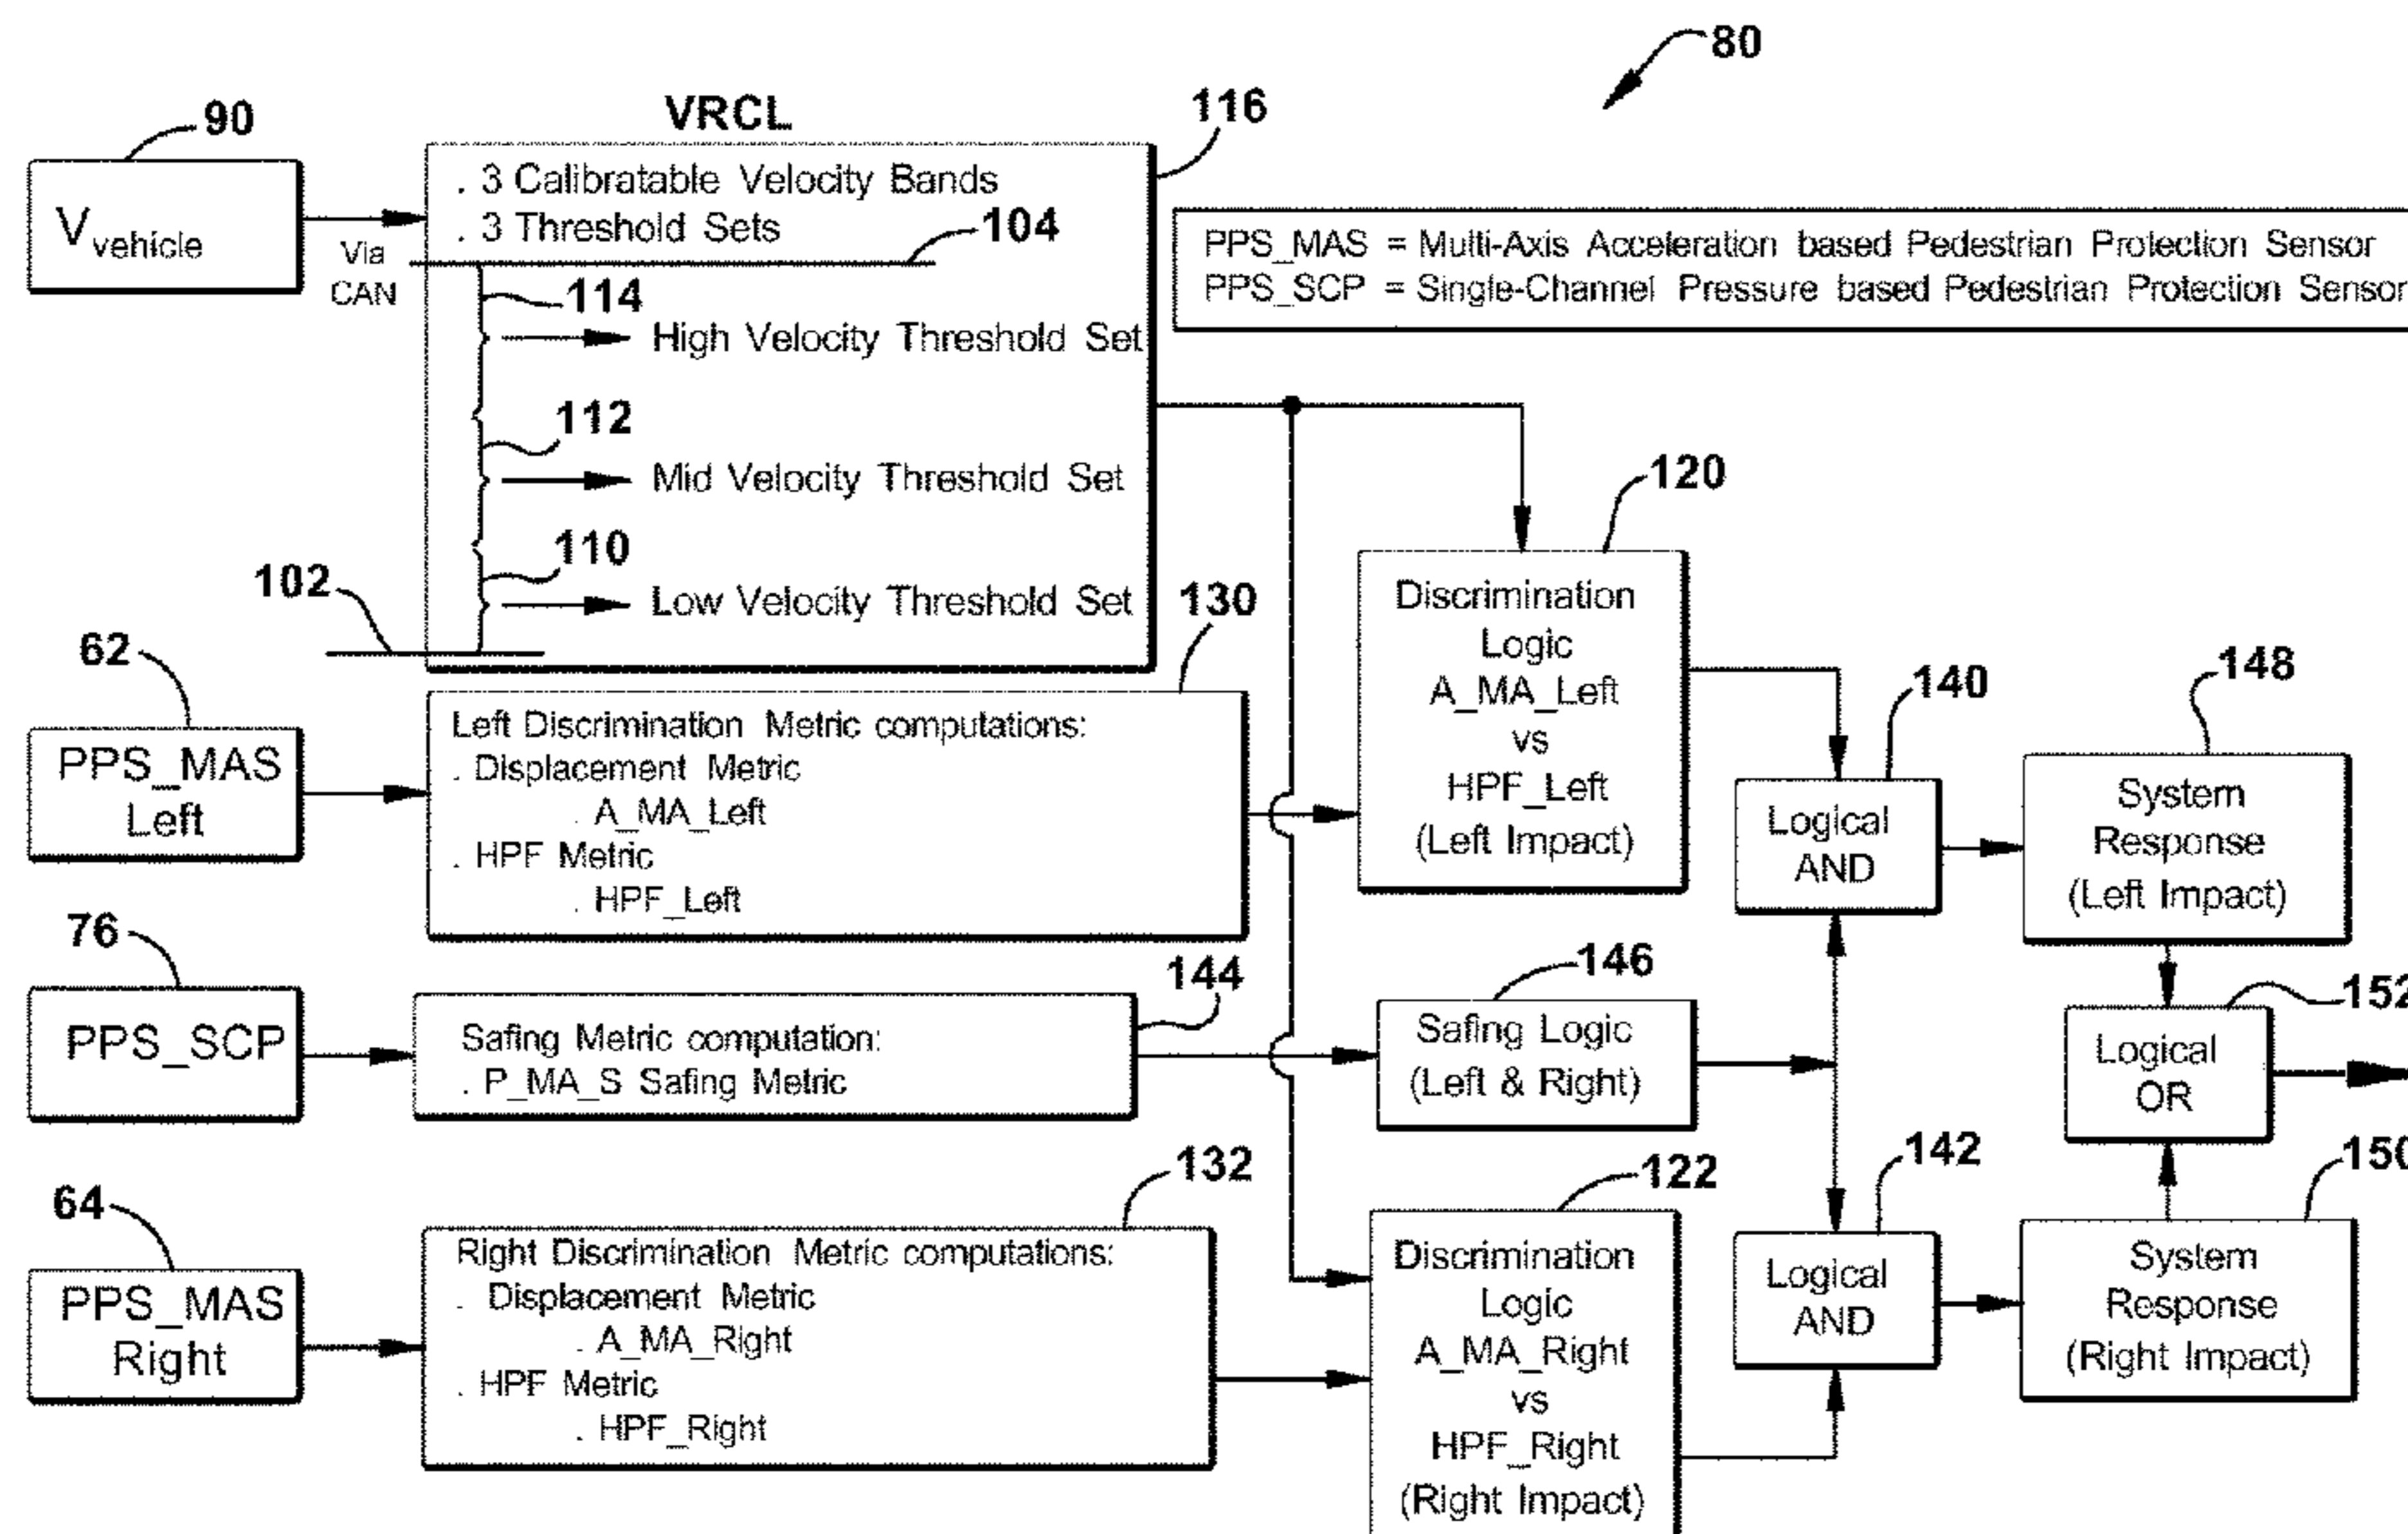 80
90
VRCL
116
V vehicle
Via
CAN
. 3 Calibratable Velocity Bands
. 3 Threshold Sets
104
PPS_MAS = Multi-Axis Acceleration based Pedestrian Protection Sensor
PPS_SCP = Single-Channel Pressure based Pedestrian Protection Sensor
114
High Velocity Threshold Set
112
Mid Velocity Threshold Set
110
Low Velocity Threshold Set
102
62
PPS_MAS
Left
130
Left Discrimination Metric computations:
. Displacement Metric
. A_MA_Left
. HPF Metric
. HPF_Left
120
Discrimination
Logic
A_MA_Left
vs
HPF_Left
(Left Impact)
140
Logical
AND
148
System
Response
(Left Impact)
76
PPS_SCP
144
Safing Metric computation:
. P_MA_S Safing Metric
146
Safing Logic
(Left & Right)
152
Logical
OR
64
PPS_MAS
Right
132
Right Discrimination Metric computations:
. Displacement Metric
. A_MA_Right
. HPF Metric
. HPF_Right
122
Discrimination
Logic
A_MA_Right
vs
HPF_Right
(Right Impact)
142
Logical
AND
150
System
Response
(Right Impact)